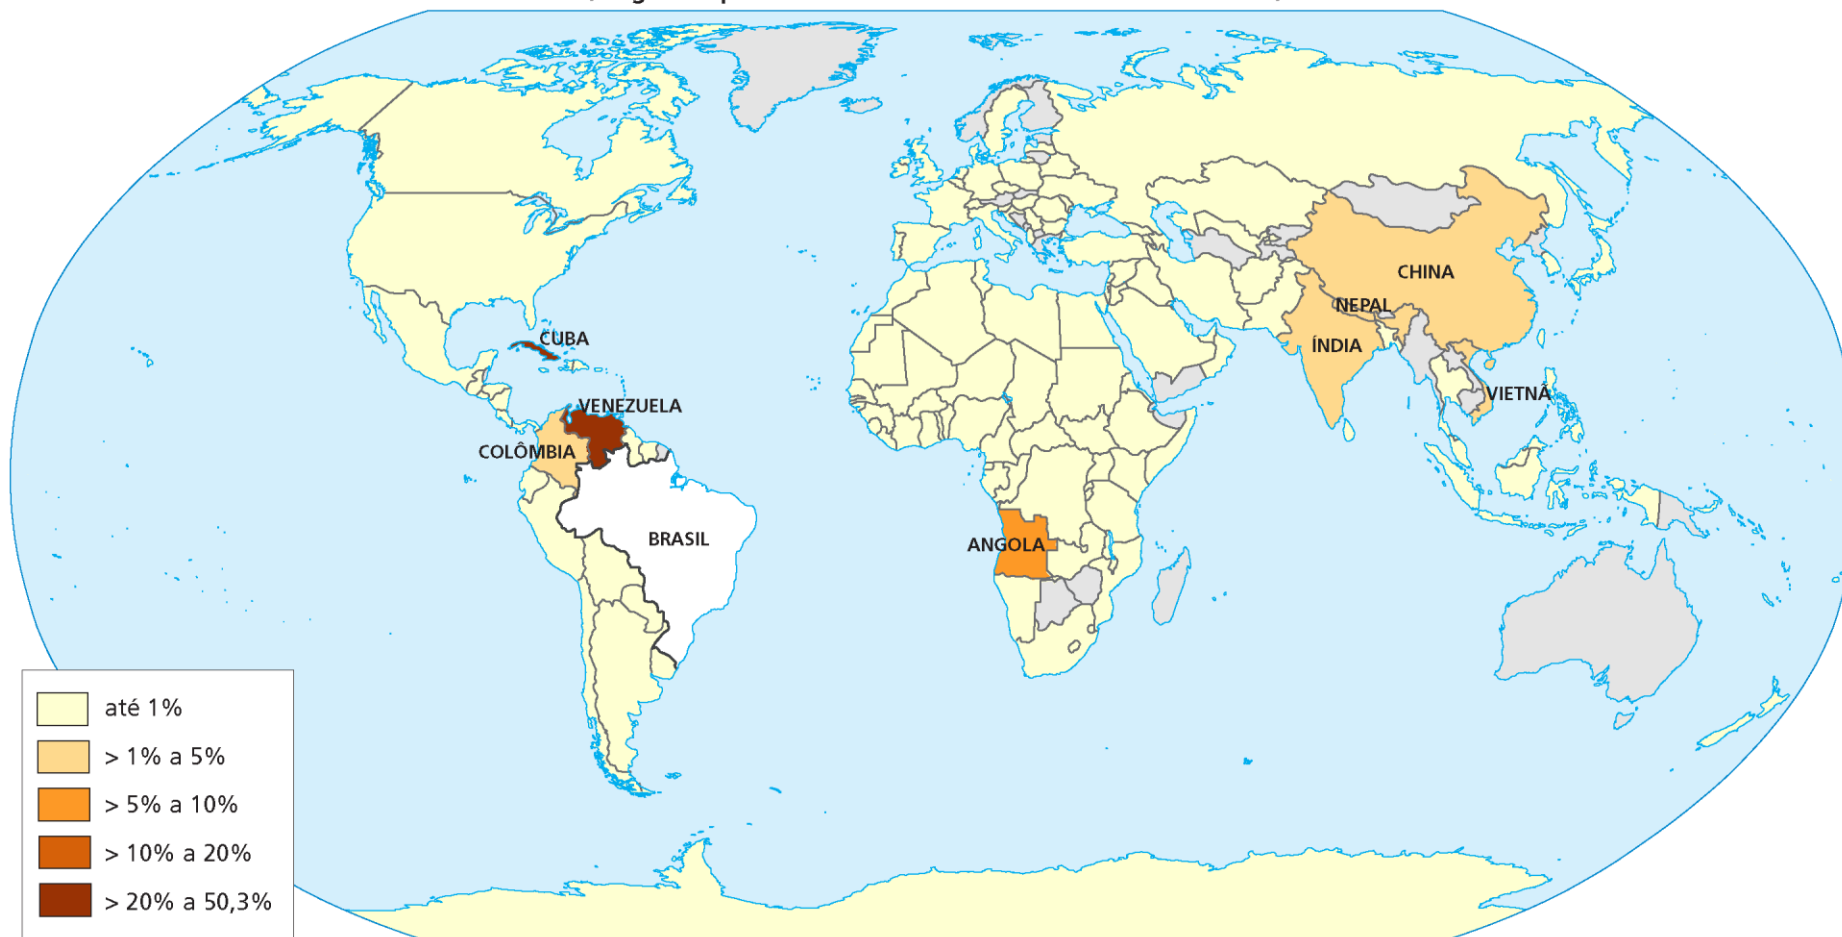 CUBA
VENEZUELA
COLÔMBIA
BRASIL
ANGOLA
CHINA
NEPAL
ÍNDIA
VIETNÃ
até 1%
> 1% a 5%
> 5% a 10%
> 10% a 20%
> 20% a 50,3%